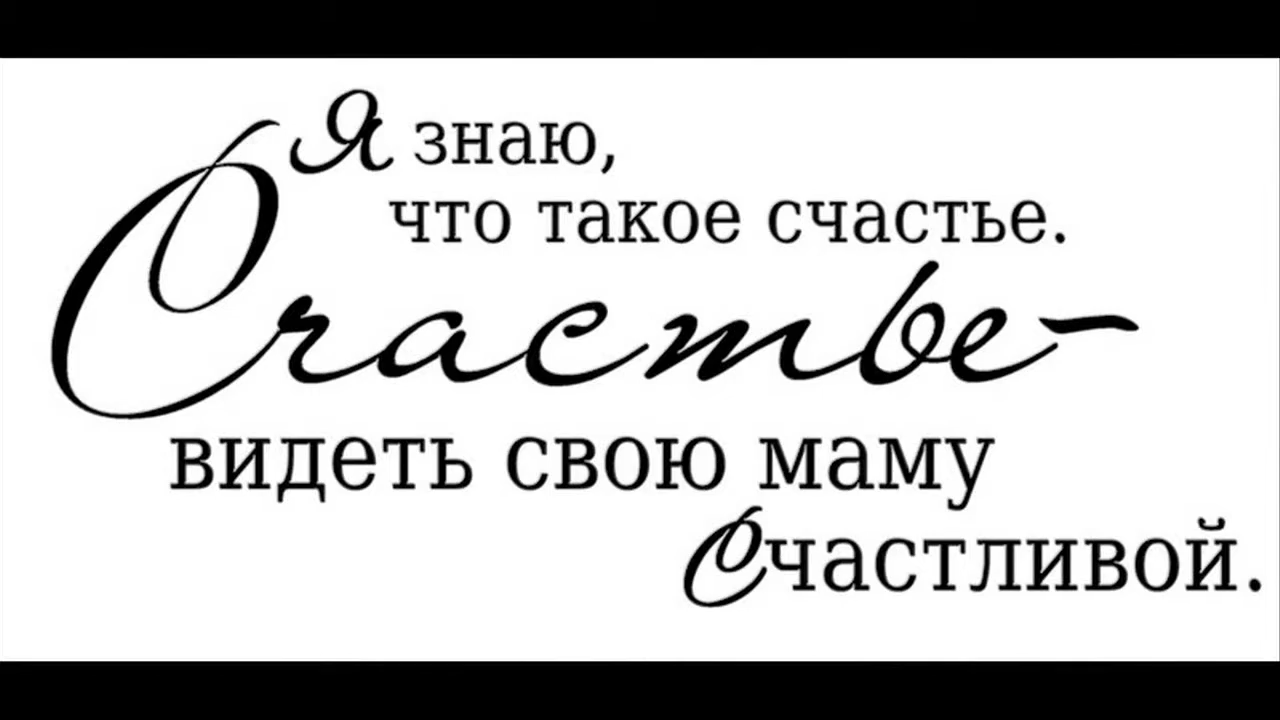 Я знаю,
что такое счастье.
Счастье–
видеть свою маму
Счастливой.